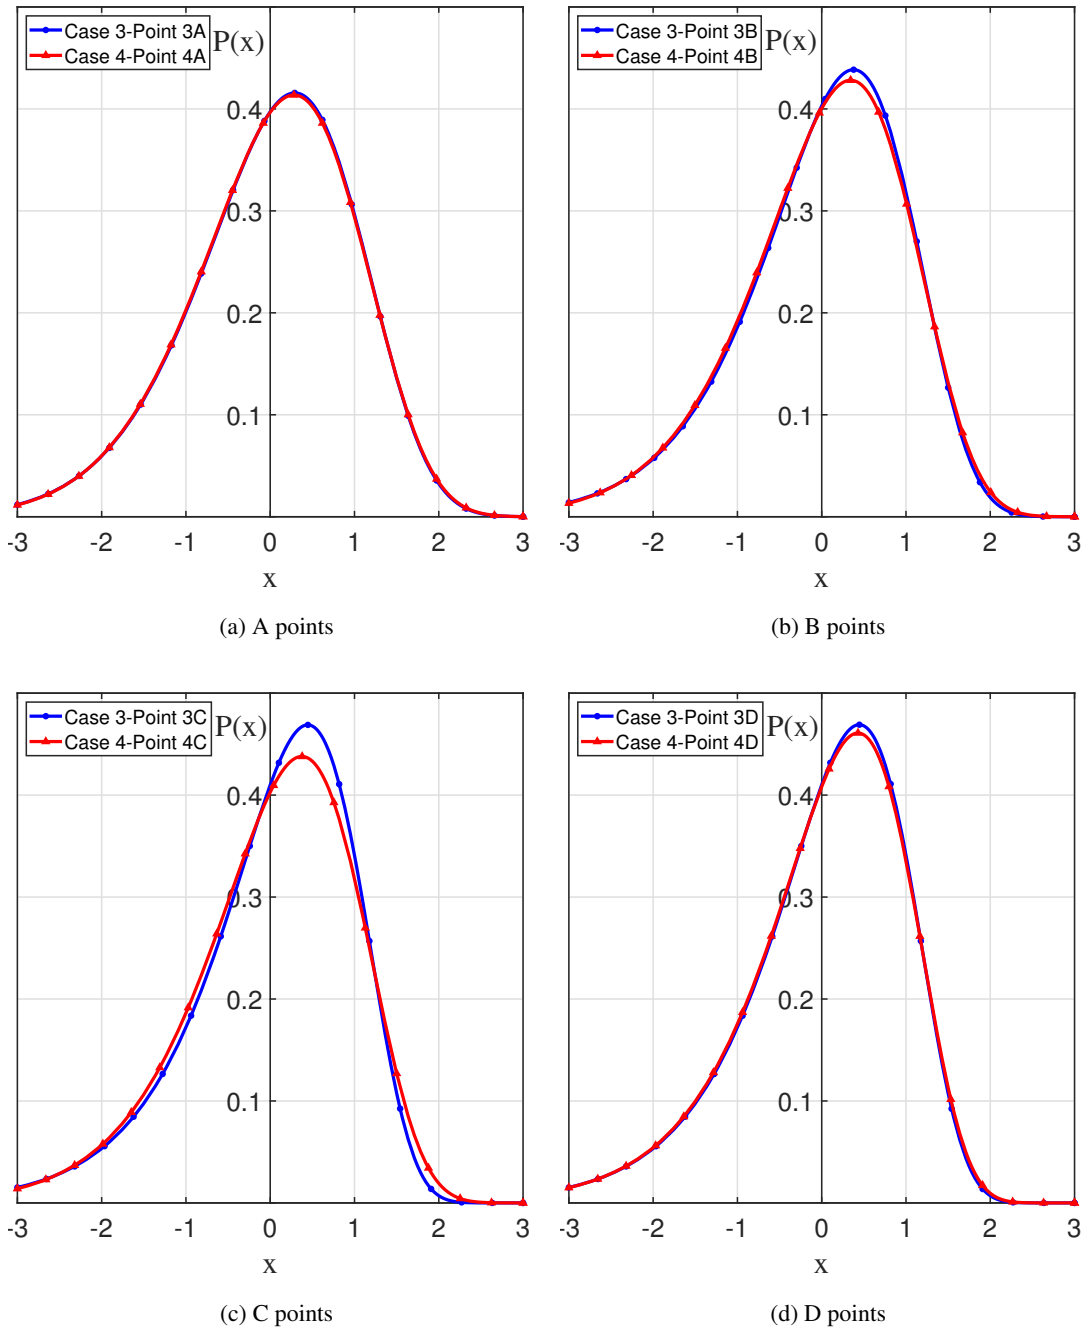 Case 3-Point 3A
Case 4-Point 4A
P(x)
0.4
0.3
0.2
0.1
-3 -2 -1 0 1 2 3
x
(a) A points
Case 3-Point 3B
Case 4-Point 4B
P(x)
0.4
0.3
0.2
0.1
-3 -2 -1 0 1 2 3
x
(b) B points
Case 3-Point 3C
Case 4-Point 4C
P(x)
0.4
0.3
0.2
0.1
-3 -2 -1 0 1 2 3
x
(c) C points
Case 3-Point 3D
Case 4-Point 4D
P(x)
0.4
0.3
0.2
0.1
-3 -2 -1 0 1 2 3
x
(d) D points